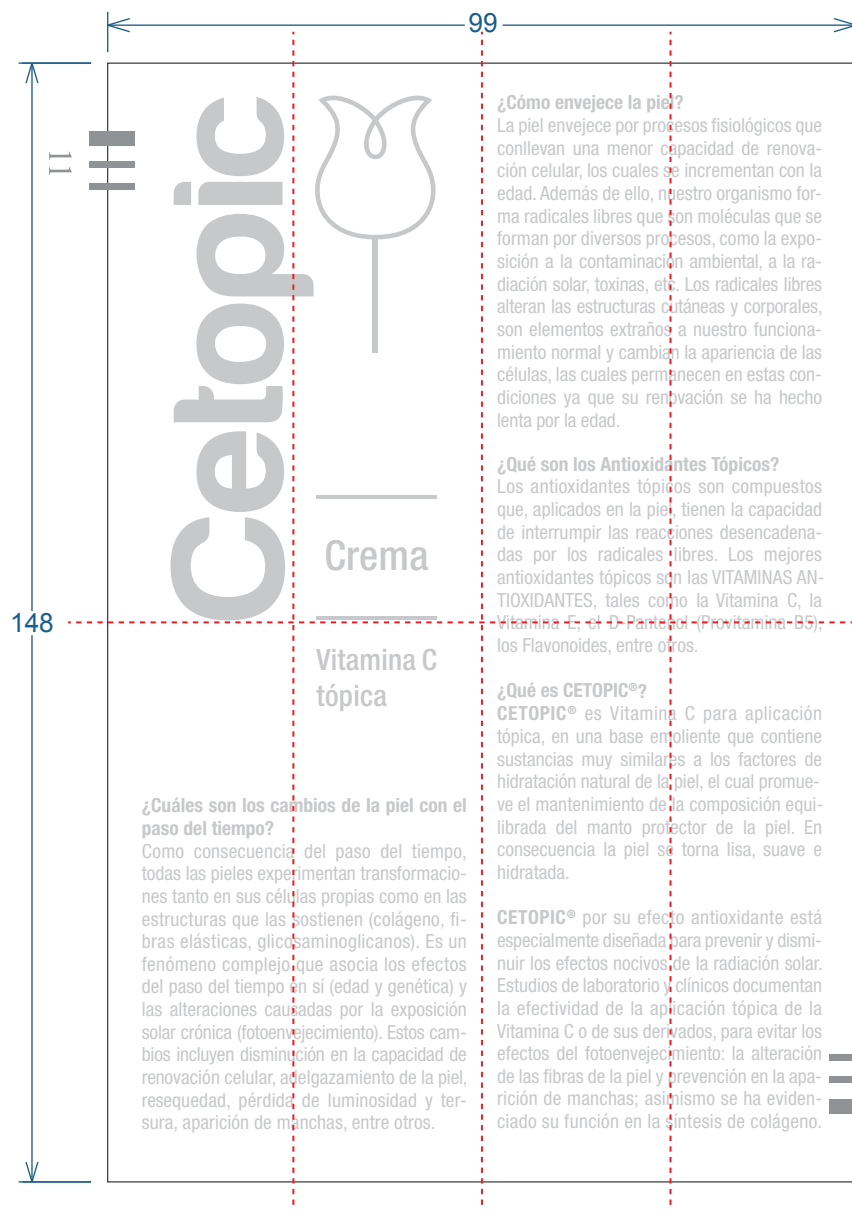 99
148
11
Cetopic
Crema
Vitamina C
tópica
¿Cuáles son los cambios de la piel con el
paso del tiempo?
Como consecuencia del paso del tiempo,
todas las pieles experimentan transformacio-
nes tanto en sus células propias como en las
estructuras que las sostienen (colágeno, fi-
bras elásticas, glicosaminoglicanos). Es un
fenómeno complejo que asocia los efectos
del paso del tiempo en sí (edad y genética) y
las alteraciones causadas por la exposición
solar crónica (fotoenvejecimiento). Estos cam-
bios incluyen disminución en la capacidad de
renovación celular, adelgazamiento de la piel,
resequedad, pérdida de luminosidad y ter-
sura, aparición de manchas, entre otros.
¿Cómo envejece la piel?
La piel envejece por procesos fisiológicos que
conllevan una menor capacidad de renova-
ción celular, los cuales se incrementan con la
edad. Además de ello, nuestro organismo for-
ma radicales libres que son moléculas que se
forman por diversos procesos, como la expo-
sición a la contaminación ambiental, a la ra-
diación solar, toxinas, etc. Los radicales libres
alteran las estructuras cutáneas y corporales,
son elementos extraños a nuestro funciona-
miento normal y cambian la apariencia de las
células, las cuales permanecen en estas con-
diciones ya que su renovación se ha hecho
lenta por la edad.
¿Qué son los Antioxidantes Tópicos?
Los antioxidantes tópicos son compuestos
que, aplicados en la piel, tienen la capacidad
de interrumpir las reacciones desencadena-
das por los radicales libres. Los mejores
antioxidantes tópicos son las VITAMINAS AN-
TIOXIDANTES, tales como la Vitamina C, la
Vitamina E, el D-Pantenol (Provitamina B5),
los Flavonoides, entre otros.
¿Qué es CETOPIC®?
CETOPIC® es Vitamina C para aplicación
tópica, en una base emoliente que contiene
sustancias muy similares a los factores de
hidratación natural de la piel, el cual promue-
ve el mantenimiento de la composición equi-
librada del manto protector de la piel. En
consecuencia la piel se torna lisa, suave e
hidratada.
CETOPIC® por su efecto antioxidante está
especialmente diseñada para prevenir y dismi-
nuir los efectos nocivos de la radiación solar.
Estudios de laboratorio y clínicos documentan
la efectividad de la aplicación tópica de la
Vitamina C o de sus derivados, para evitar los
efectos del fotoenvejecimiento: la alteración
de las fibras de la piel y prevención en la apa-
rición de manchas; asimismo se ha eviden-
ciado su función en la síntesis de colágeno.